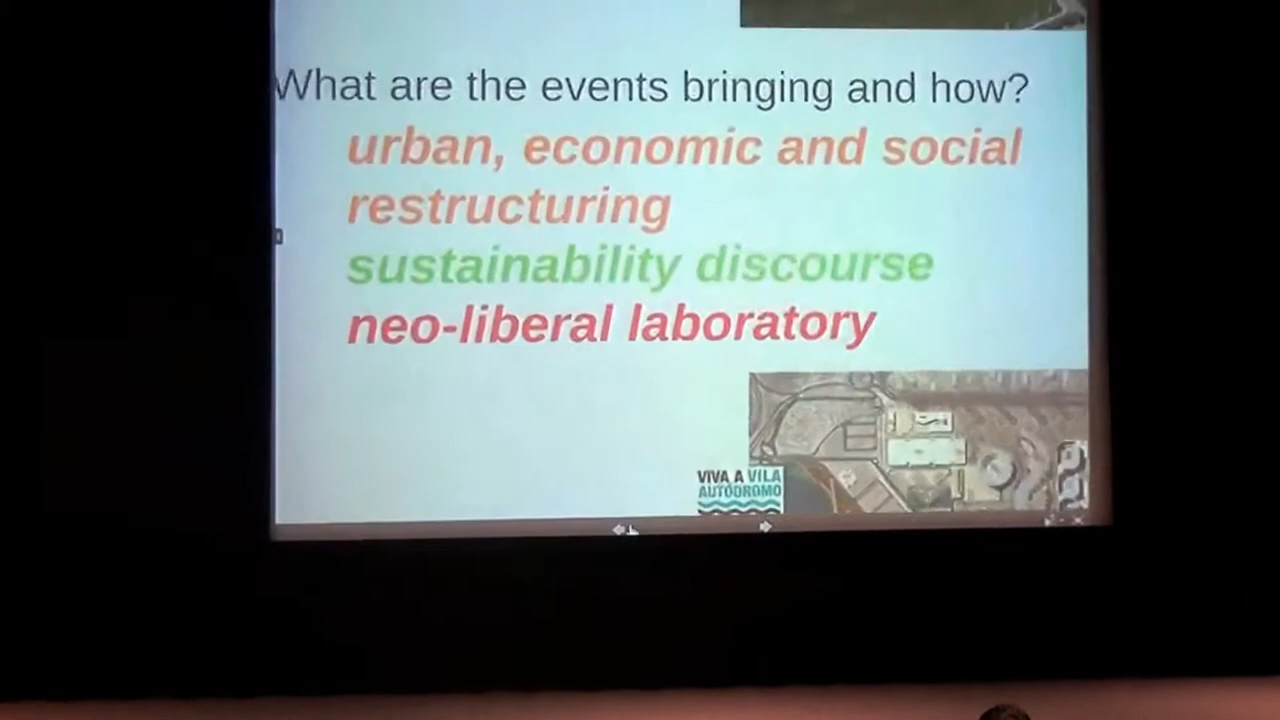 What are the events bringing and how?
urban, economic and social
restructuring
sustainability discourse
neo-liberal laboratory
VIVA A VILA
AUTÓDROMO